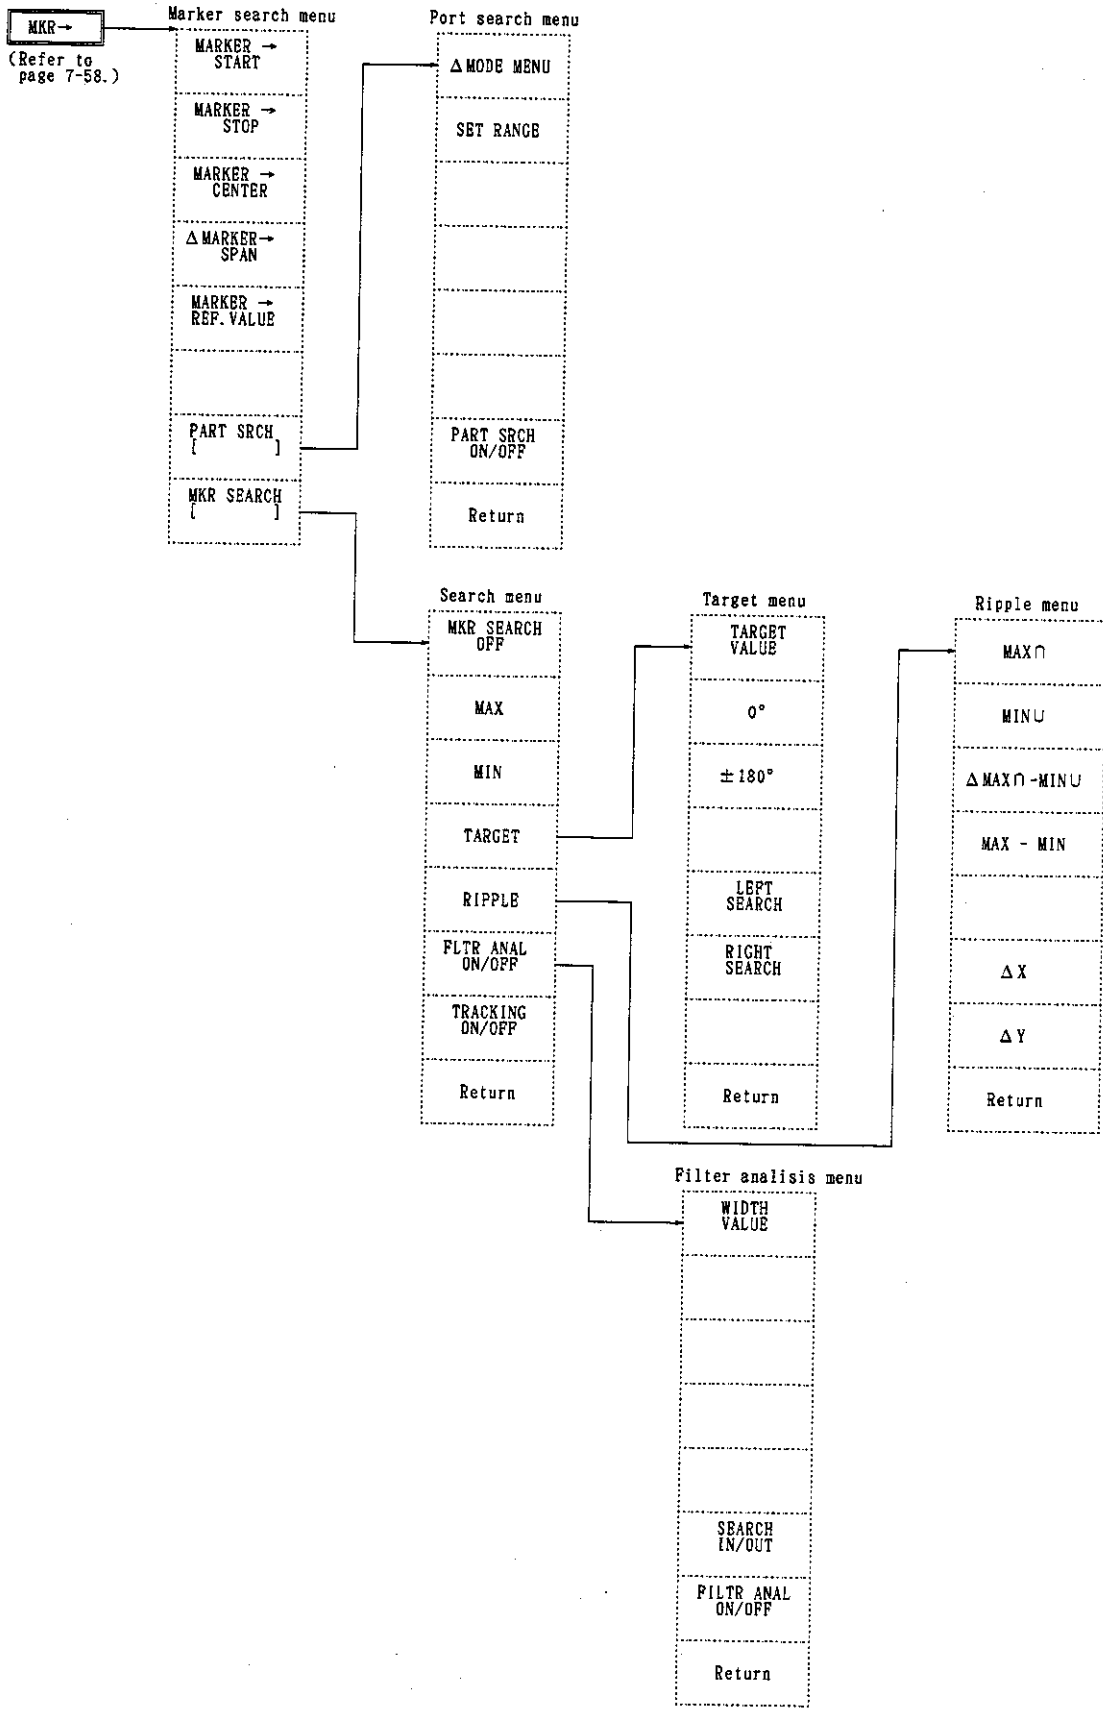 MKR→
(Refer to
page 7-58.)
Marker search menu
MARKER →
START
MARKER →
STOP
MARKER →
CENTER
Δ MARKER→
SPAN
MARKER →
REF. VALUE
PART SRCH
[ ]
MKR SEARCH
[ ]
Port search menu
Δ MODE MENU
SET RANGE
PART SRCH
ON/OFF
Return
Search menu
MKR SEARCH
OFF
MAX
MIN
TARGET
RIPPLE
FLTR ANAL
ON/OFF
TRACKING
ON/OFF
Return
Target menu
TARGET
VALUE
0°
±180°
LEFT
SEARCH
RIGHT
SEARCH
Return
Ripple menu
MAX∩
MIN∪
Δ MAX∩-MIN∪
MAX - MIN
ΔX
ΔY
Return
Filter analisis menu
WIDTH
VALUE
SEARCH
IN/OUT
FILTR ANAL
ON/OFF
Return